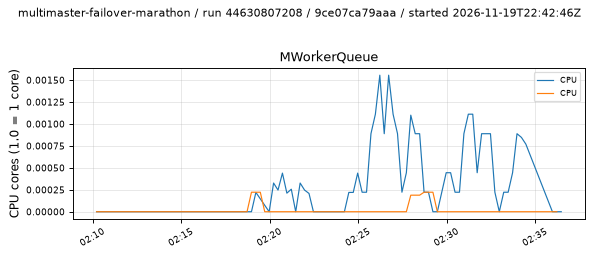 multimaster-failover-marathon / run 44630807208 / 9ce07ca79aaa / started 2026-11-19T22:42:46Z
MWorkerQueue
CPU cores (1.0 = 1 core)
0.00150
0.00125
0.00100
0.00075
0.00050
0.00025
0.00000
CPU
CPU
02:10
02:15
02:20
02:25
02:30
02:35